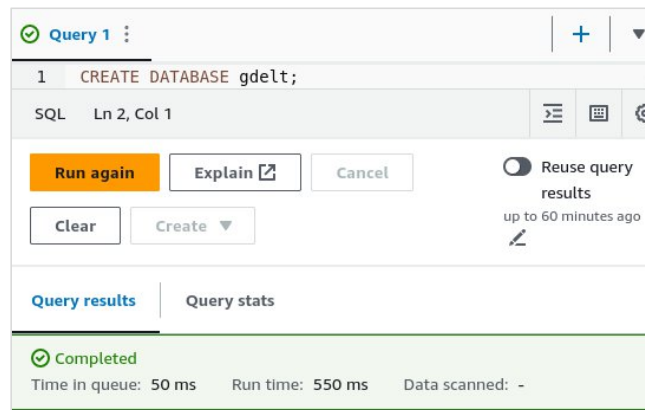 Query 1
1 CREATE DATABASE gdelt;
SQL Ln 2, Col 1
Run again Explain Cancel
Reuse query
results
up to 60 minutes ago
Clear Create
Query results Query stats
Completed
Time in queue: 50 ms Run time: 550 ms Data scanned: -